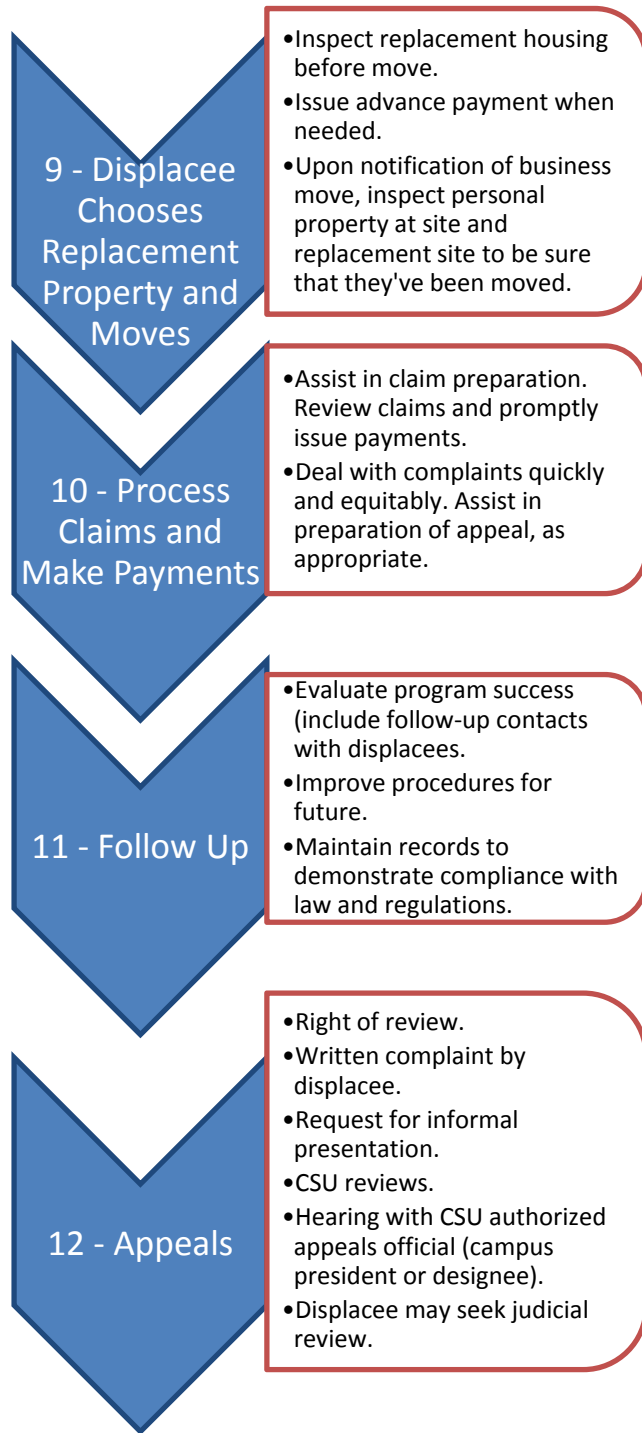 9 - Displacee
Chooses
Replacement
Property and
Moves
•Inspect replacement housing
before move.
•Issue advance payment when
needed.
•Upon notification of business
move, inspect personal
property at site and
replacement site to be sure
that they've been moved.
10 - Process
Claims and
Make Payments
•Assist in claim preparation.
Review claims and promptly
issue payments.
•Deal with complaints quickly
and equitably. Assist in
preparation of appeal, as
appropriate.
11 - Follow Up
•Evaluate program success
(include follow-up contacts
with displacees.
•Improve procedures for
future.
•Maintain records to
demonstrate compliance with
law and regulations.
12 - Appeals
•Right of review.
•Written complaint by
displacee.
•Request for informal
presentation.
•CSU reviews.
•Hearing with CSU authorized
appeals official (campus
president or designee).
•Displacee may seek judicial
review.